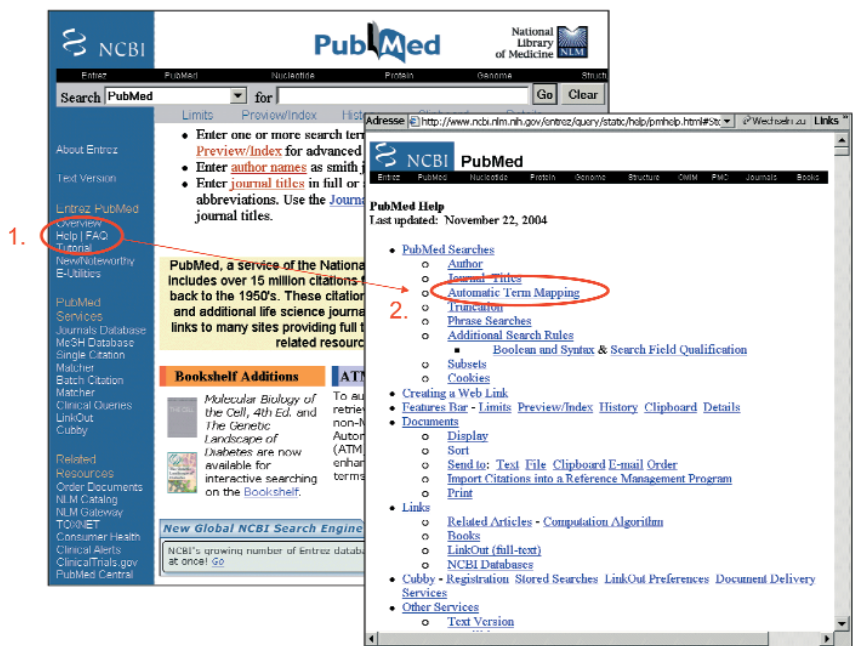 NCBI
PubMed
National
Library
of Medicine NLM
Entrez PubMed Nucleotide Protein Genome Struct
Search PubMed for Go Clear
Limits Preview/Index Hist
About Entrez
Text Version
Entrez PubMed
Overview
Help | FAQ
Tutorial
New/Noteworthy
E-Utilities
PubMed
Services
Journals Database
MeSH Database
Single Citation
Matcher
Batch Citation
Matcher
Clinical Queries
LinkOut
Cubby
Related
Resources
Order Documents
NLM Catalog
NLM Gateway
TOXNET
Consumer Health
Clinical Alerts
ClinicalTrials.gov
PubMed Central
1.
• Enter one or more search ter
Preview/Index for advanced
• Enter author names as smith j
• Enter journal titles in full or
abbreviations. Use the Journa
journal titles.
PubMed, a service of the Nationa
includes over 15 million citations f
back to the 1950's. These citation
and additional life science journa
links to many sites providing full t
related resourc
Bookshelf Additions
Molecular Biology of
the Cell, 4th Ed. and
The Genetic
Landscape of
Diabetes are now
available for
interactive searching
on the Bookshelf.
ATM
To au
retriev
non-M
Autom
(ATM
enhan
terms
New Global NCBI Search Engine
NCBI's growing number of Entrez datab
at once! Go
Adresse http://www.ncbi.nlm.nih.gov/entrez/query/static/help/pmhelp.html#Sto Wechseln zu Links "
NCBI PubMed
Entrez PubMed Nucleotide Protein Genome Structure OMIM PMC Journals Books
PubMed Help
Last updated: November 22, 2004
• PubMed Searches
o Author
o Journal Titles
2.
o Automatic Term Mapping
o Truncation
o Phrase Searches
o Additional Search Rules
▪ Boolean and Syntax & Search Field Qualification
o Subsets
o Cookies
• Creating a Web Link
• Features Bar - Limits Preview/Index History Clipboard Details
• Documents
o Display
o Sort
o Send to: Text File Clipboard E-mail Order
o Import Citations into a Reference Management Program
o Print
• Links
o Related Articles - Computation Algorithm
o Books
o LinkOut (full-text)
o NCBI Databases
• Cubby - Registration Stored Searches LinkOut Preferences Document Delivery
Services
• Other Services
o Text Version